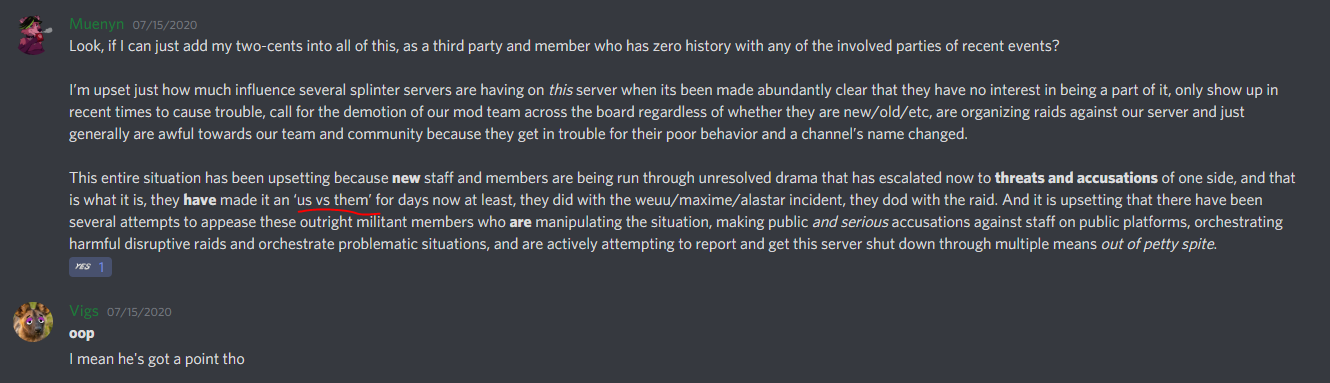 Muenyn 07/15/2020
Look, if I can just add my two-cents into all of this, as a third party and member who has zero history with any of the involved parties of recent events?
I'm upset just how much influence several splinter servers are having on this server when its been made abundantly clear that they have no interest in being a part of it, only show up in
recent times to cause trouble, call for the demotion of our mod team across the board regardless of whether they are new/old/etc, are organizing raids against our server and just
generally are awful towards our team and community because they get in trouble for their poor behavior and a channel's name changed.
This entire situation has been upsetting because new staff and members are being run through unresolved drama that has escalated now to threats and accusations of one side, and that
is what it is, they have made it an 'us vs them' for days now at least, they did with the weuu/maxime/alastar incident, they dod with the raid. And it is upsetting that there have been
several attempts to appease these outright militant members who are manipulating the situation, making public and serious accusations against staff on public platforms, orchestrating
harmful disruptive raids and orchestrate problematic situations, and are actively attempting to report and get this server shut down through multiple means out of petty spite.
YES 1
Vigs 07/15/2020
oop
I mean he's got a point tho